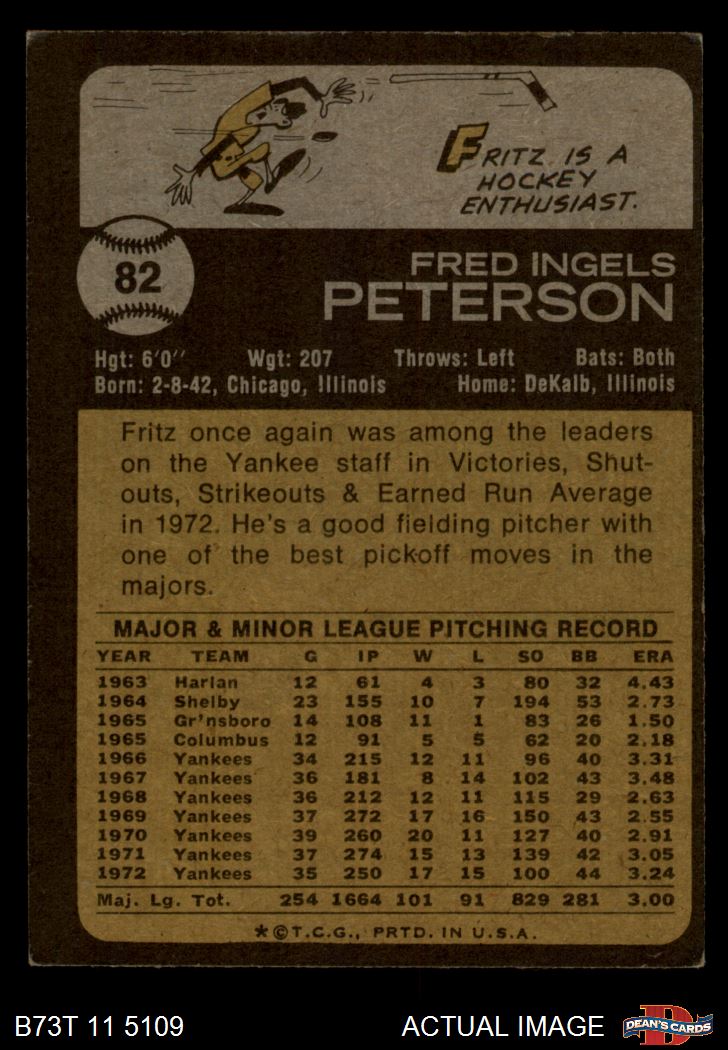 FRITZ IS A
HOCKEY
ENTHUSIAST.
82
FRED INGELS
PETERSON
Hgt: 6'0" Wgt: 207 Throws: Left Bats: Both
Born: 2-8-42, Chicago, Illinois Home: DeKalb, Illinois
Fritz once again was among the leaders
on the Yankee staff in Victories, Shut-
outs, Strikeouts & Earned Run Average
in 1972. He's a good fielding pitcher with
one of the best pickoff moves in the
majors.
MAJOR & MINOR LEAGUE PITCHING RECORD
YEAR TEAM G IP W L SO BB ERA
1963 Harlan 12 61 4 3 80 32 4.43
1964 Shelby 23 155 10 7 194 53 2.73
1965 Gr'nsboro 14 108 11 1 83 26 1.50
1965 Columbus 12 91 5 5 62 20 2.18
1966 Yankees 34 215 12 11 96 40 3.31
1967 Yankees 36 181 8 14 102 43 3.48
1968 Yankees 36 212 12 11 115 29 2.63
1969 Yankees 37 272 17 16 150 43 2.55
1970 Yankees 39 260 20 11 127 40 2.91
1971 Yankees 37 274 15 13 139 42 3.05
1972 Yankees 35 250 17 15 100 44 3.24
Maj. Lg. Tot. 254 1664 101 91 829 281 3.00
*©T.C.G., PRTD. IN U.S.A.
B73T 11 5109 ACTUAL IMAGE D DEAN'S CARDS